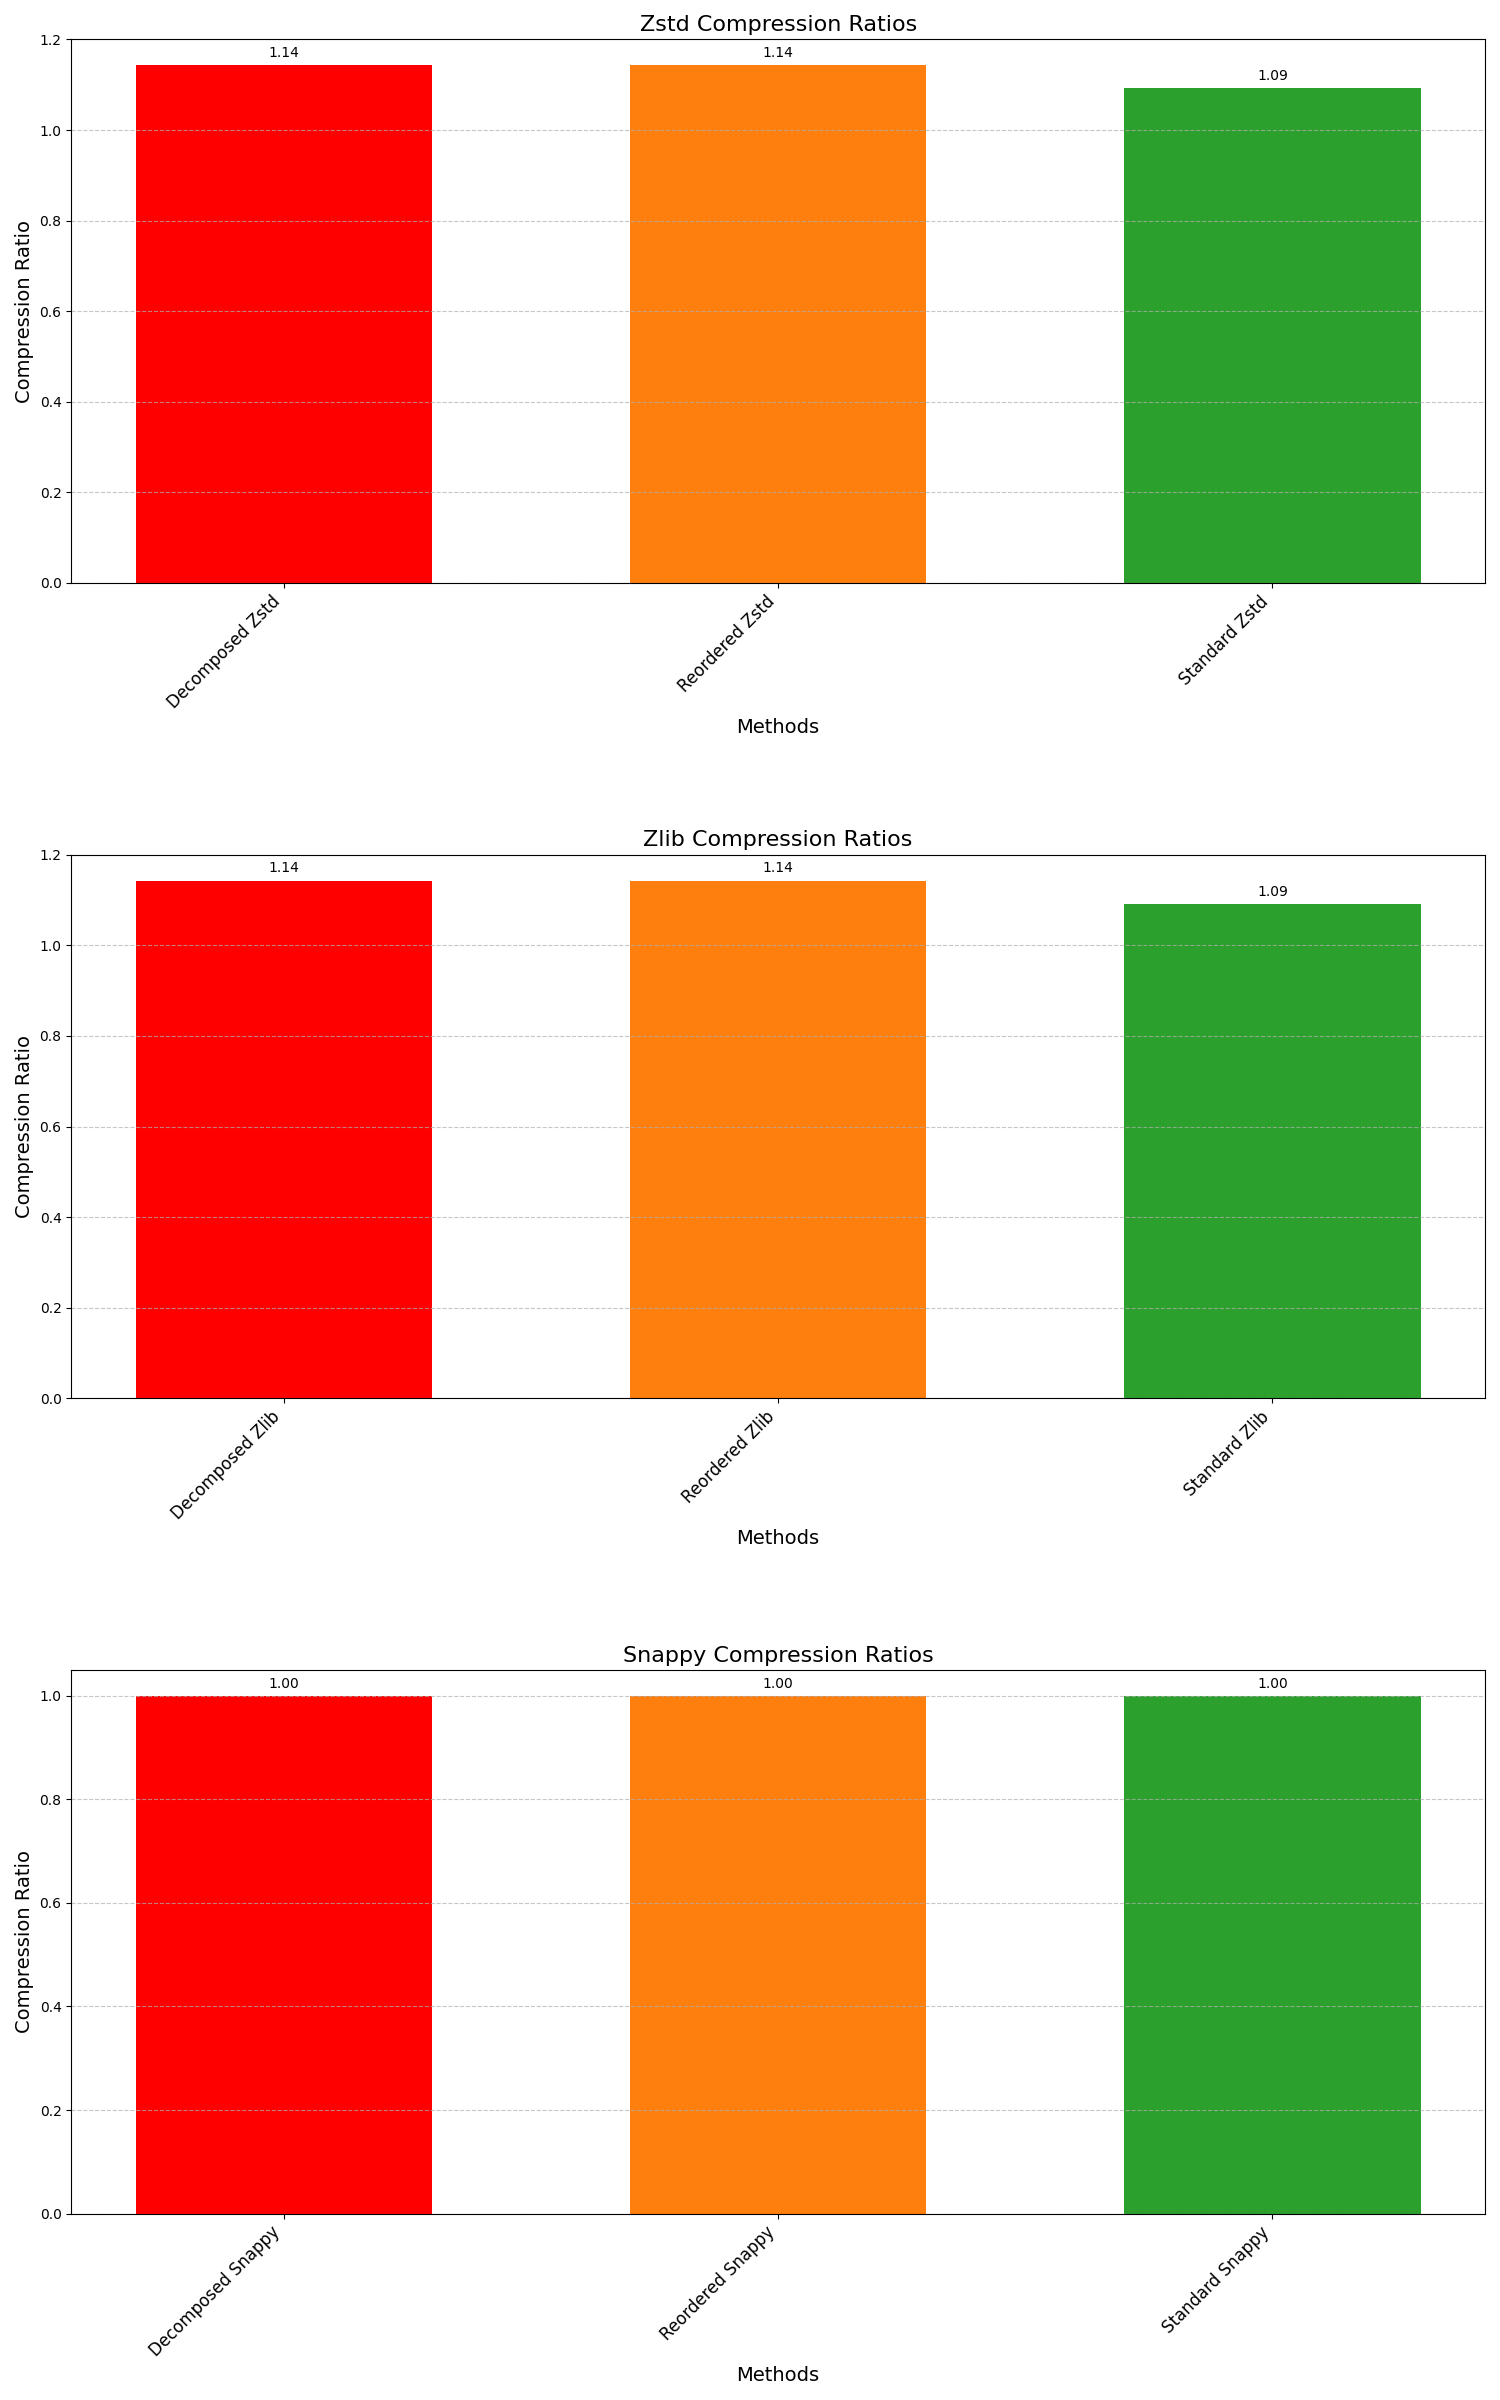 Zstd Compression Ratios
1.2
1.0
0.8
0.6
0.4
0.2
0.0
Compression Ratio
1.14
1.14
1.09
Decomposed Zstd
Reordered Zstd
Standard Zstd
Methods
Zlib Compression Ratios
1.2
1.0
0.8
0.6
0.4
0.2
0.0
Compression Ratio
1.14
1.14
1.09
Decomposed Zlib
Reordered Zlib
Standard Zlib
Methods
Snappy Compression Ratios
1.0
0.8
0.6
0.4
0.2
0.0
Compression Ratio
1.00
1.00
1.00
Decomposed Snappy
Reordered Snappy
Standard Snappy
Methods